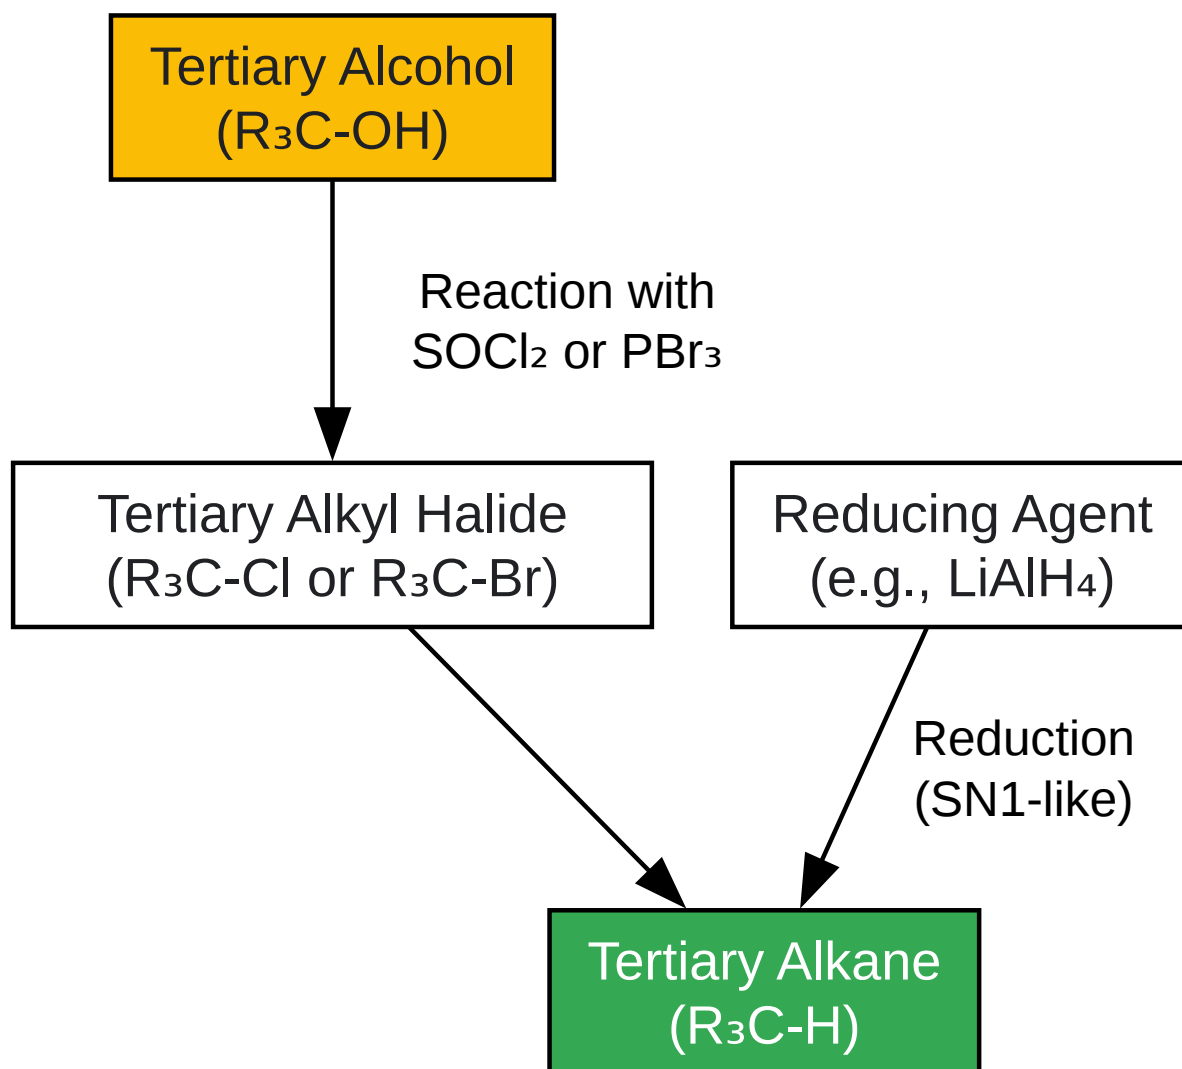 Tertiary Alcohol
(R₃C-OH)
Reaction with
SOCl₂ or PBr₃
Tertiary Alkyl Halide
(R₃C-Cl or R₃C-Br)
Reducing Agent
(e.g., LiAlH₄)
Reduction
(SN1-like)
Tertiary Alkane
(R₃C-H)